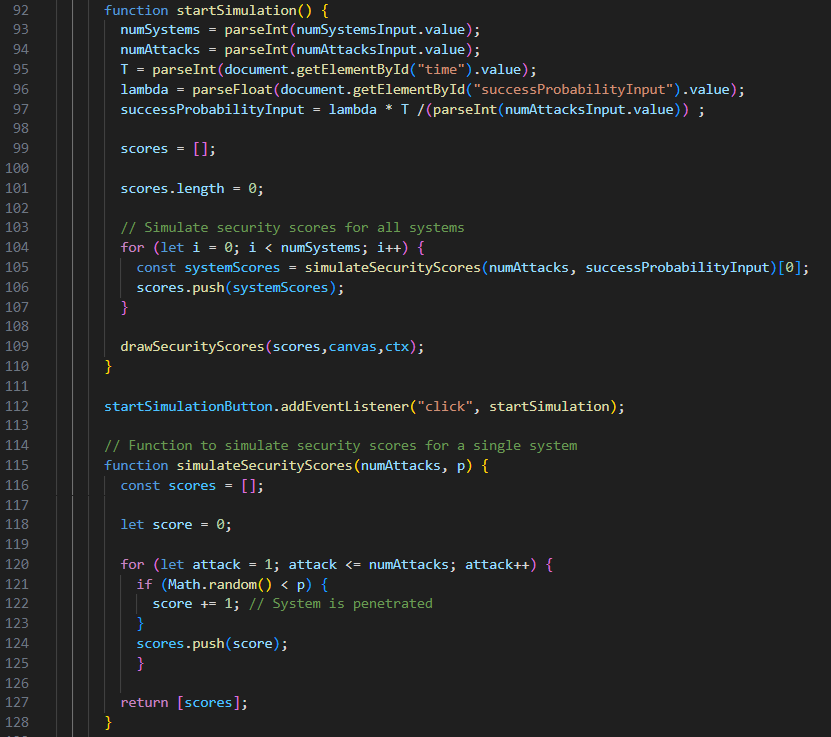 92 function startSimulation() {
93 numSystems = parseInt(numSystemsInput.value);
94 numAttacks = parseInt(numAttacksInput.value);
95 T = parseInt(document.getElementById("time").value);
96 lambda = parseFloat(document.getElementById("successProbabilityInput").value);
97 successProbabilityInput = lambda * T /(parseInt(numAttacksInput.value)) ;
98
99 scores = [];
100
101 scores.length = 0;
102
103 // Simulate security scores for all systems
104 for (let i = 0; i < numSystems; i++) {
105 const systemScores = simulateSecurityScores(numAttacks, successProbabilityInput)[0];
106 scores.push(systemScores);
107 }
108
109 drawSecurityScores(scores,canvas,ctx);
110 }
111
112 startSimulationButton.addEventListener("click", startSimulation);
113
114 // Function to simulate security scores for a single system
115 function simulateSecurityScores(numAttacks, p) {
116 const scores = [];
117
118 let score = 0;
119
120 for (let attack = 1; attack <= numAttacks; attack++) {
121 if (Math.random() < p) {
122 score += 1; // System is penetrated
123 }
124 scores.push(score);
125 }
126
127 return [scores];
128 }